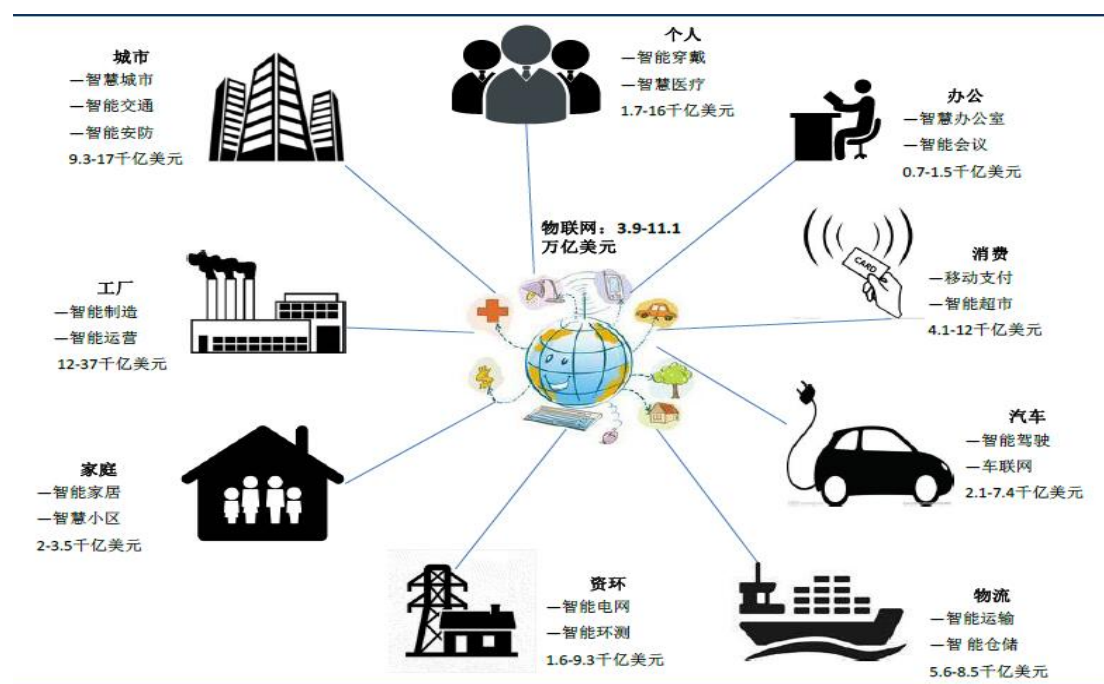 城市
—智慧城市
—智能交通
—智能安防
9.3-17千亿美元
个人
—智能穿戴
—智慧医疗
1.7-16千亿美元
办公
—智慧办公室
—智能会议
0.7-1.5千亿美元
物联网：3.9-11.1
万亿美元
工厂
—智能制造
—智能运营
12-37千亿美元
CARD
消费
—移动支付
—智能超市
4.1-12千亿美元
家庭
—智能家居
—智慧小区
2-3.5千亿美元
汽车
—智能驾驶
—车联网
2.1-7.4千亿美元
资环
—智能电网
—智能环测
1.6-9.3千亿美元
物流
—智能运输
—智 能仓储
5.6-8.5千亿美元